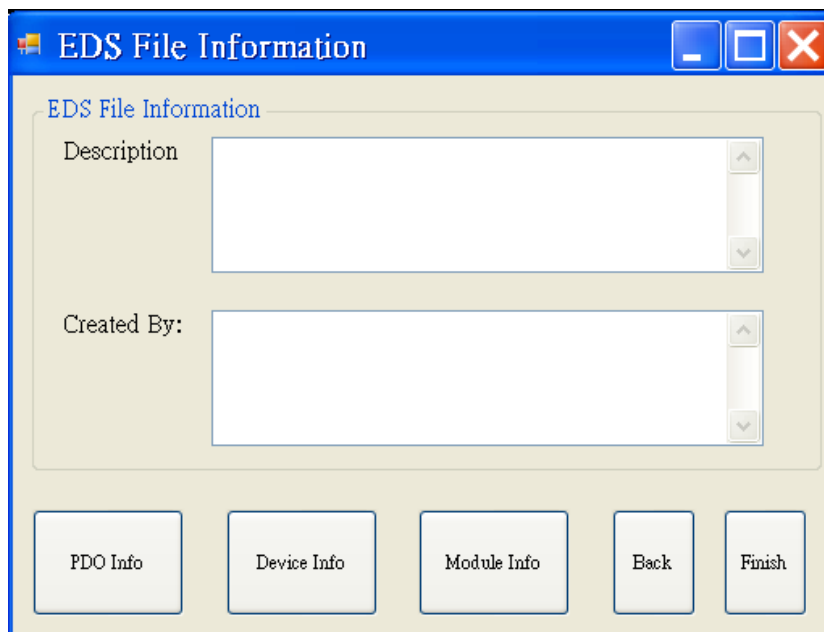 EDS File Information
EDS File Information
Description
Created By:
PDO Info
Device Info
Module Info
Back
Finish